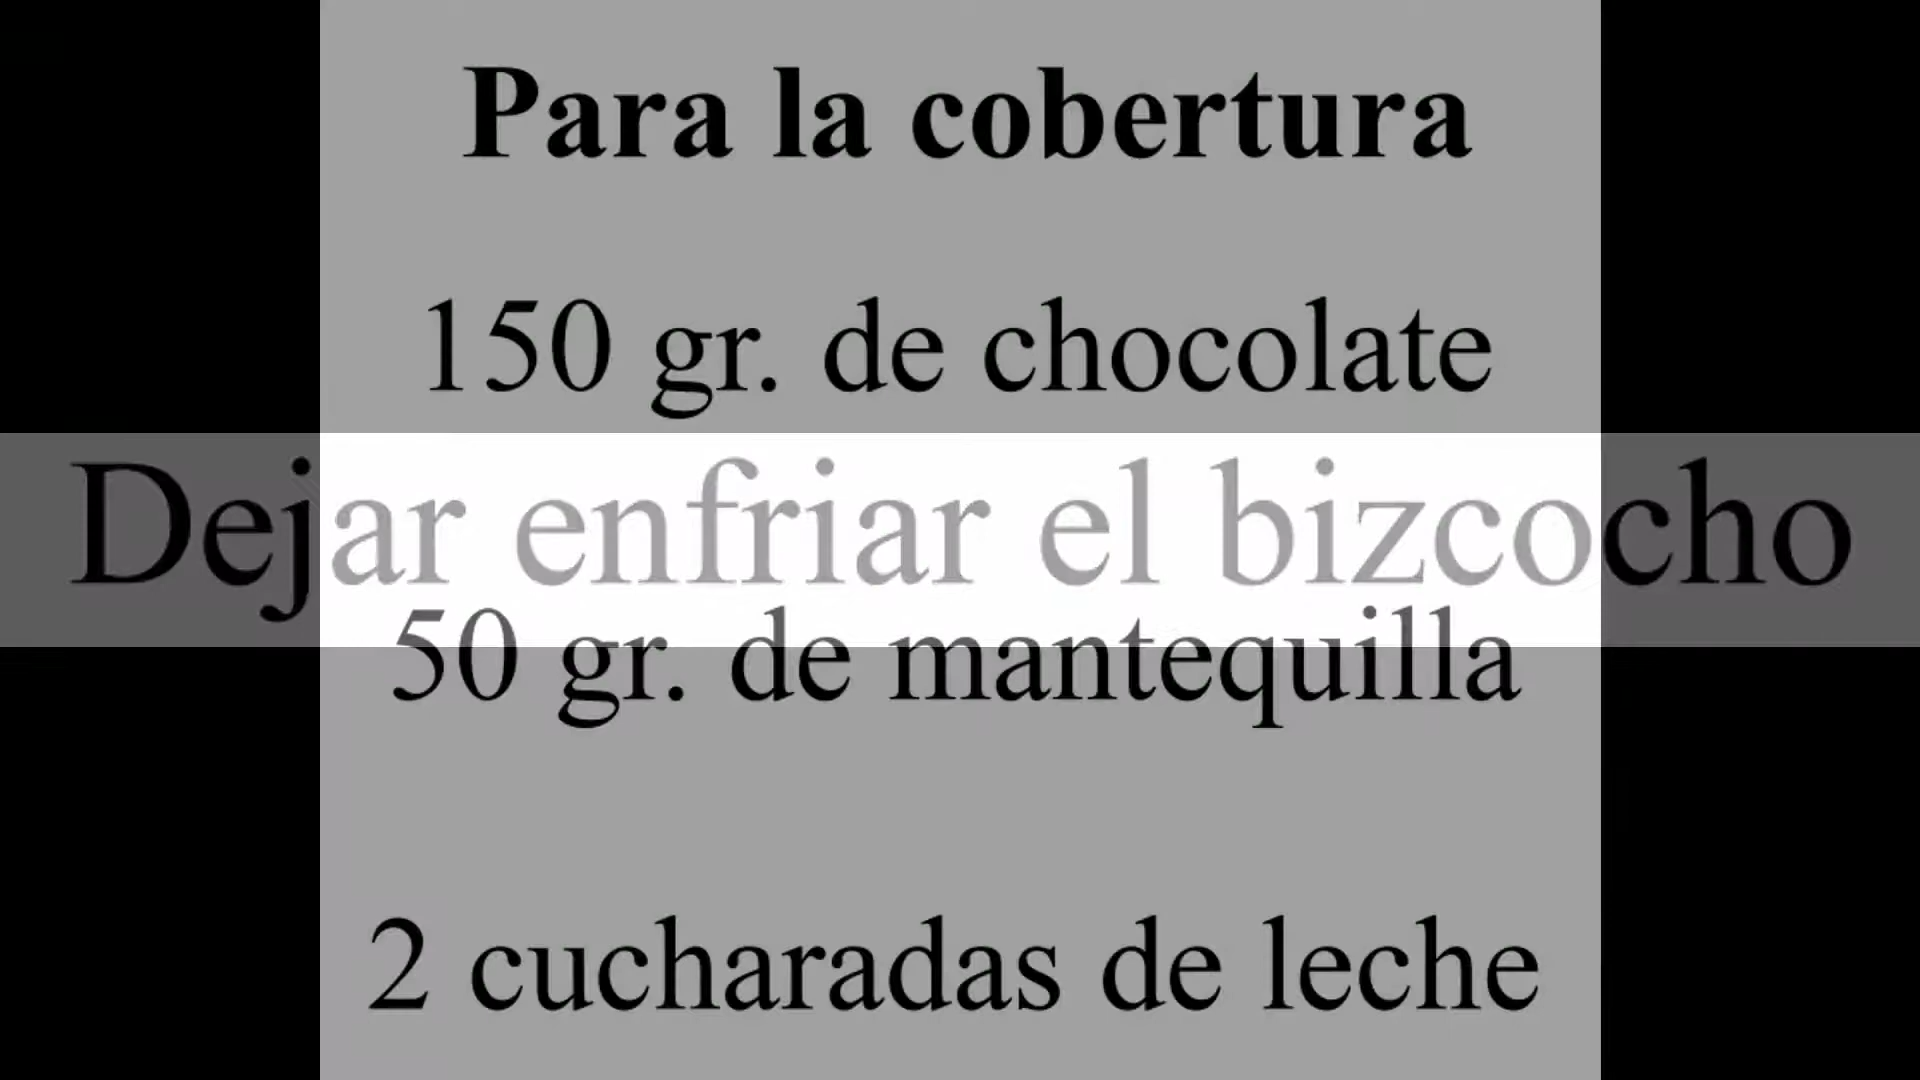 Para la cobertura
150 gr. de chocolate
Dejar enfriar el bizcocho
50 gr. de mantequilla
2 cucharadas de leche